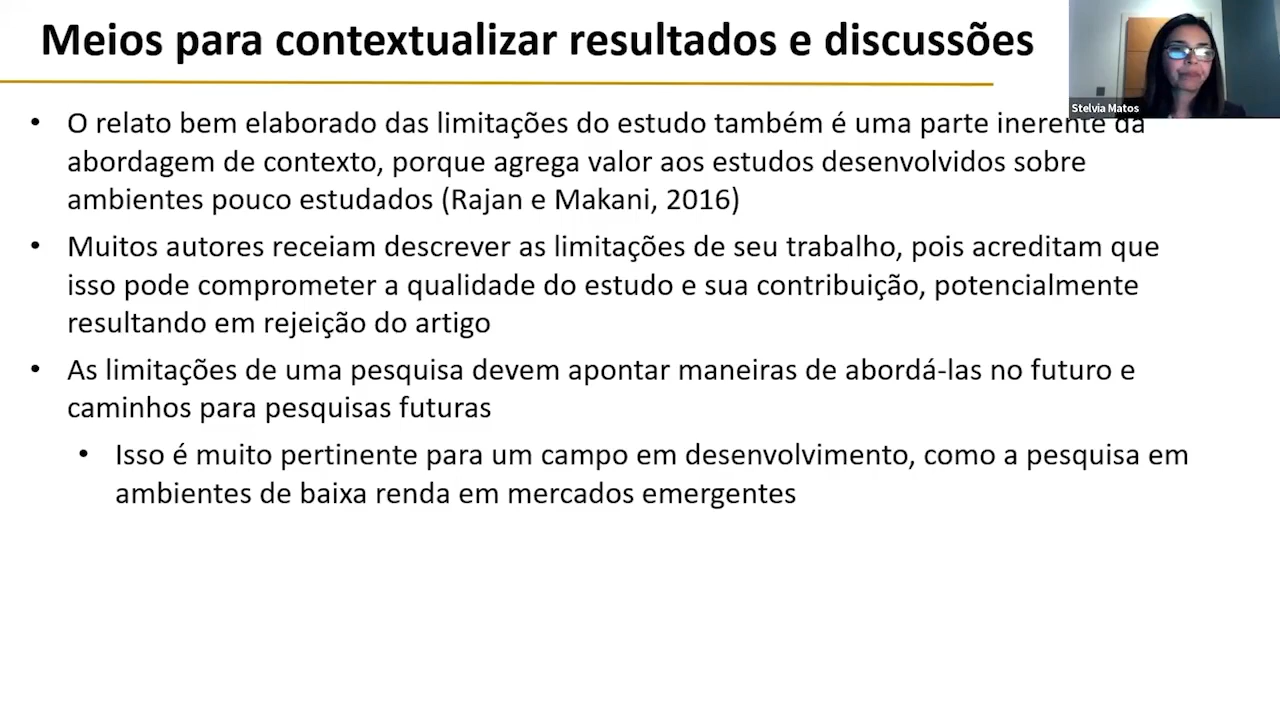 Meios para contextualizar resultados e discussões
Stelvia Matos
• O relato bem elaborado das limitações do estudo também é uma parte inerente da
abordagem de contexto, porque agrega valor aos estudos desenvolvidos sobre
ambientes pouco estudados (Rajan e Makani, 2016)
• Muitos autores receiam descrever as limitações de seu trabalho, pois acreditam que
isso pode comprometer a qualidade do estudo e sua contribuição, potencialmente
resultando em rejeição do artigo
• As limitações de uma pesquisa devem apontar maneiras de abordá-las no futuro e
caminhos para pesquisas futuras
• Isso é muito pertinente para um campo em desenvolvimento, como a pesquisa em
ambientes de baixa renda em mercados emergentes